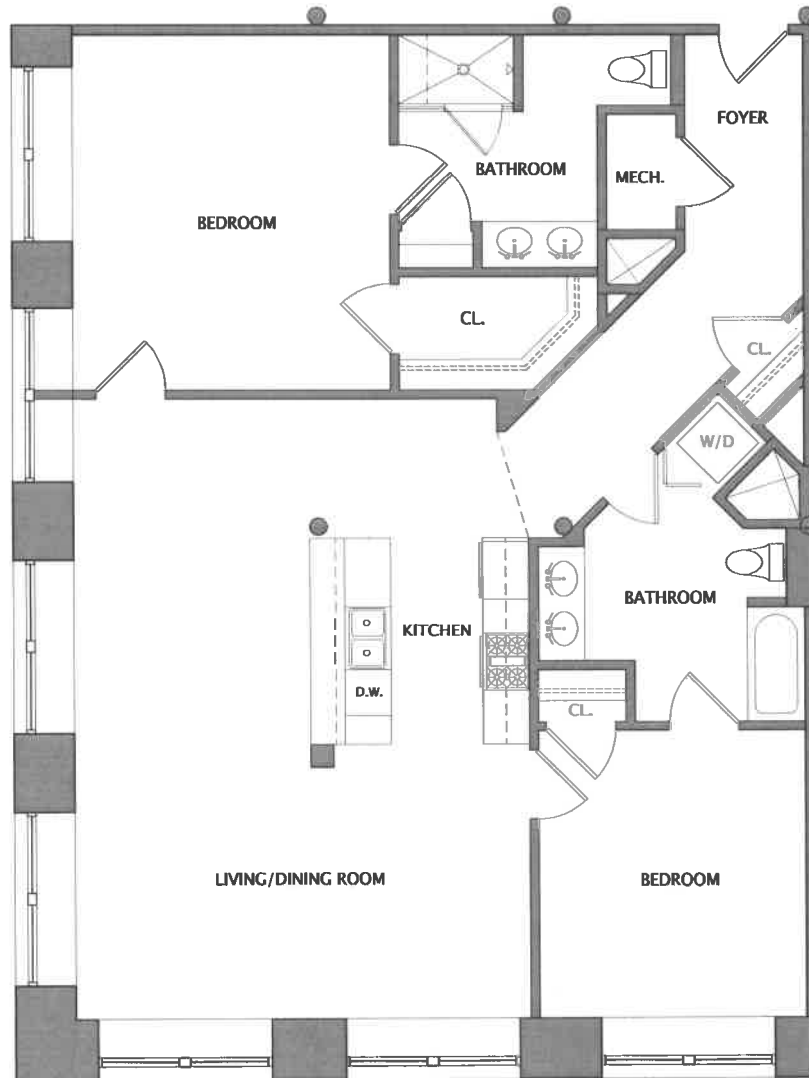 FOYER
BATHROOM
MECH.
BEDROOM
CL.
CL.
W/D
BATHROOM
KITCHEN
D.W.
CL.
LIVING/DINING ROOM
BEDROOM